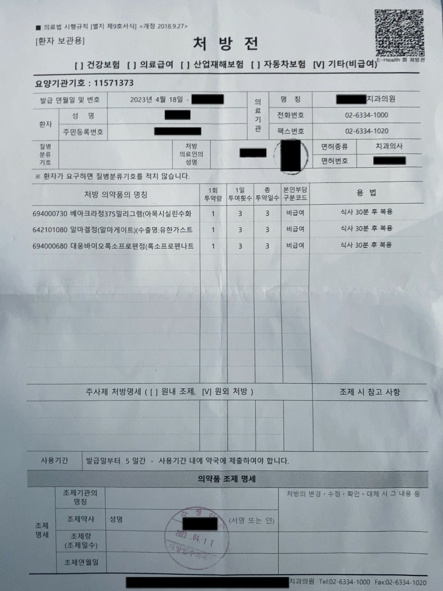 ■ 의료법 시행규칙 [별지 제9호서식] <개정 2018.9.27>
[환자 보관용]
처 방 전
E-Health 회 처방전
[ ] 건강보험 [ ] 의료급여 [ ] 산업재해보험 [ ] 자동차보험 [V] 기타(비급여)
요양기관기호 : 11571373
발급 연월일 및 번호 2023년 4월 18일 -
의료기관
명 칭 치과의원
전화번호 02-6334-1000
팩스번호 02-6334-1020
환자
성 명
주민등록번호
질병분류기호
처방의료인의성명
면허종류 치과의사
면허번호
※ 환자가 요구하면 질병분류기호를 적지 않습니다.
처방 의약품의 명칭 1회투약량 1일투여횟수 총투약일수 본인부담구분코드 용 법
694000730 베아크라정375밀리그램(아목시실린수화 1 3 3 비급여 식사 30분 후 복용
642101080 알마겔정(알마게이트)(수출명:유한가스트 1 3 3 비급여 식사 30분 후 복용
694000680 대웅바이오록소프로펜정(록소프로펜나트 1 3 3 비급여 식사 30분 후 복용
주사제 처방명세 ( [ ] 원내 조제, [V] 원외 처방 ) 조제 시 참고 사항
사용기간 발급일부터 5 일간 - 사용기간 내에 약국에 제출하여야 합니다.
의약품 조제 명세
조제명세
조제기관의 명칭
처방의 변경·수정·확인·대체 시 그 내용 등
조제약사 성명 (서명 또는 인)
조제량
(조제일수)
조제연월일
치과의원 Tel:02-6334-1000 Fax:02-6334-1020